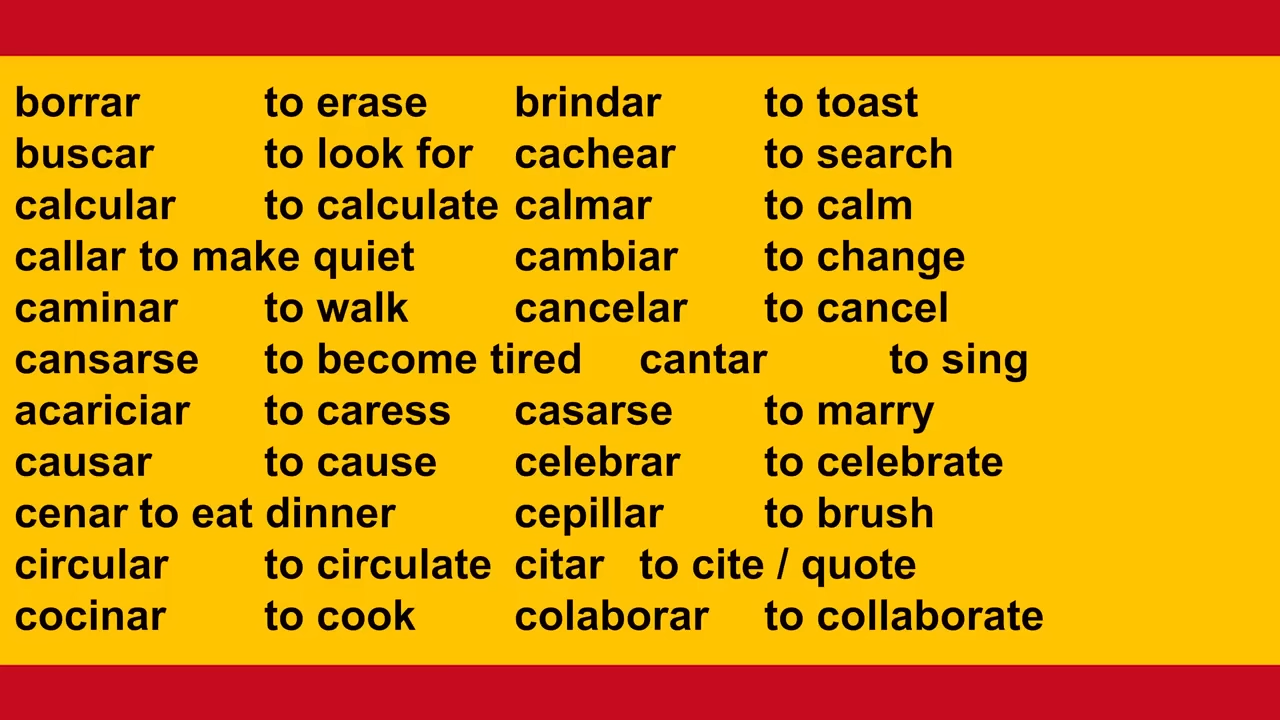 borrar to erase brindar to toast
buscar to look for cachear to search
calcular to calculate calmar to calm
callar to make quiet cambiar to change
caminar to walk cancelar to cancel
cansarse to become tired cantar to sing
acariciar to caress casarse to marry
causar to cause celebrar to celebrate
cenar to eat dinner cepillar to brush
circular to circulate citar to cite / quote
cocinar to cook colaborar to collaborate